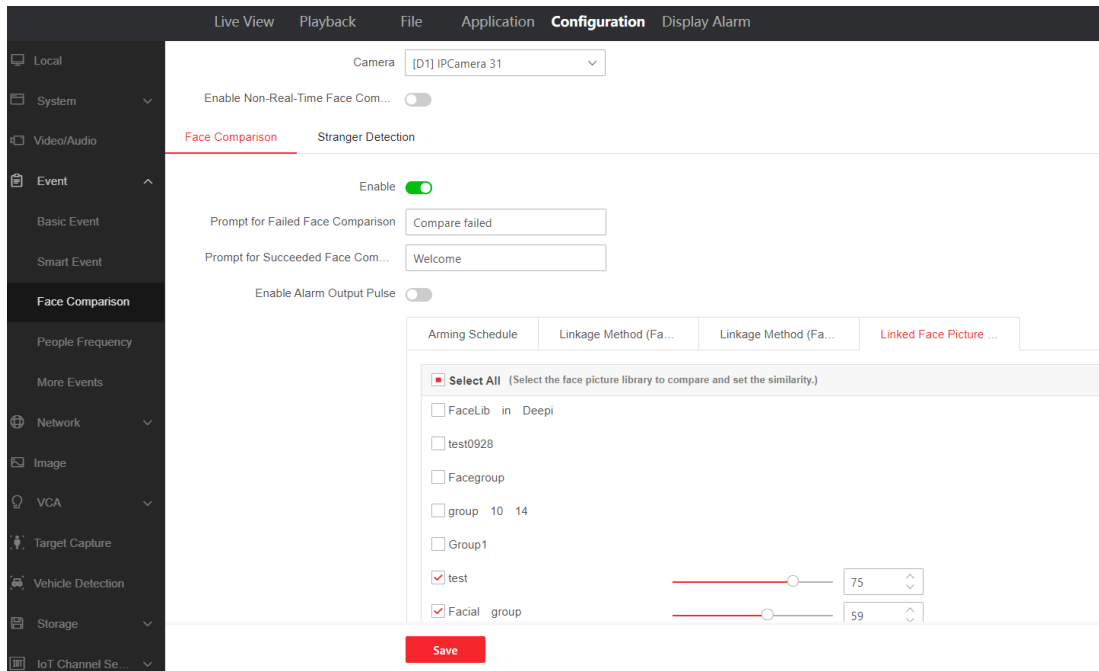 Live View Playback File Application Configuration Display Alarm
Local
System
Video/Audio
Event
Basic Event
Smart Event
Face Comparison
People Frequency
More Events
Network
Image
VCA
Target Capture
Vehicle Detection
Storage
IoT Channel Se...
Camera [D1] IPCamera 31
Enable Non-Real-Time Face Com...
Face Comparison Stranger Detection
Enable
Prompt for Failed Face Comparison Compare failed
Prompt for Succeeded Face Com... Welcome
Enable Alarm Output Pulse
Arming Schedule Linkage Method (Fa... Linkage Method (Fa... Linked Face Picture ...
Select All (Select the face picture library to compare and set the similarity.)
FaceLib in Deepi
test0928
Facegroup
group 10 14
Group1
test 75
Facial group 59
Save